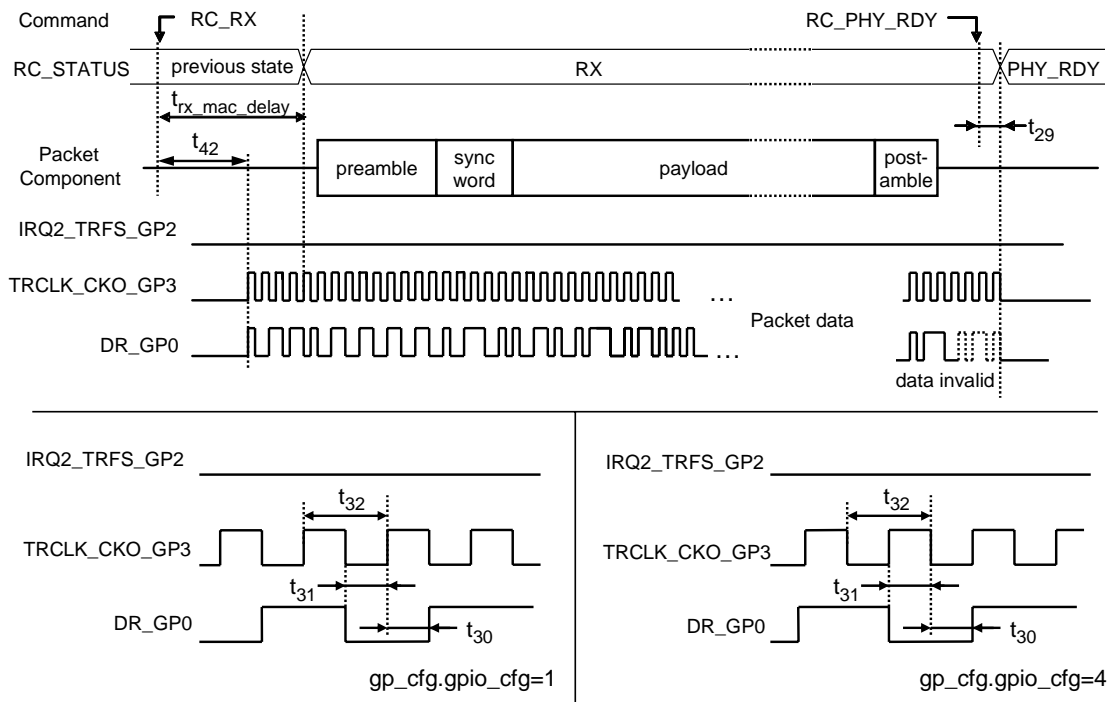 Command
RC_RX
RC_PHY_RDY
RC_STATUS
previous state
RX
PHY_RDY
trx_mac_delay
t29
t42
Packet
Component
preamble
sync
word
payload
post-
amble
IRQ2_TRFS_GP2
TRCLK_CKO_GP3
...
Packet data
DR_GP0
...
data invalid
IRQ2_TRFS_GP2
t32
TRCLK_CKO_GP3
t31
DR_GP0
t30
gp_cfg.gpio_cfg=1
IRQ2_TRFS_GP2
t32
TRCLK_CKO_GP3
t31
DR_GP0
t30
gp_cfg.gpio_cfg=4